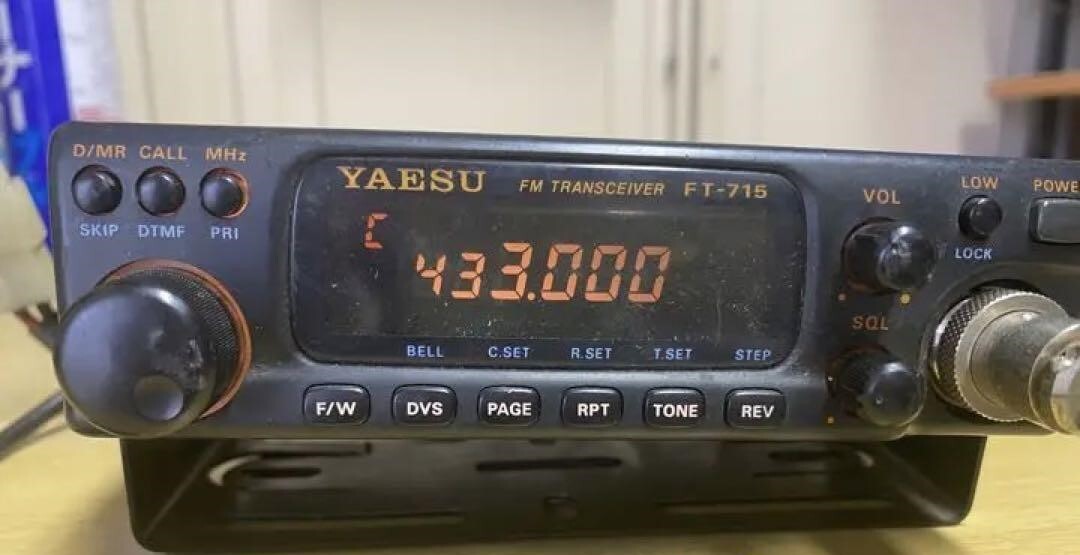 D/MR CALL MHz
SKIP DTMF PRI
YAESU FM TRANSCEIVER FT-715
C
433.000
BELL C.SET R.SET T.SET STEP
F/W DVS PAGE RPT TONE REV
VOL
LOW
LOCK
SQL
POWE